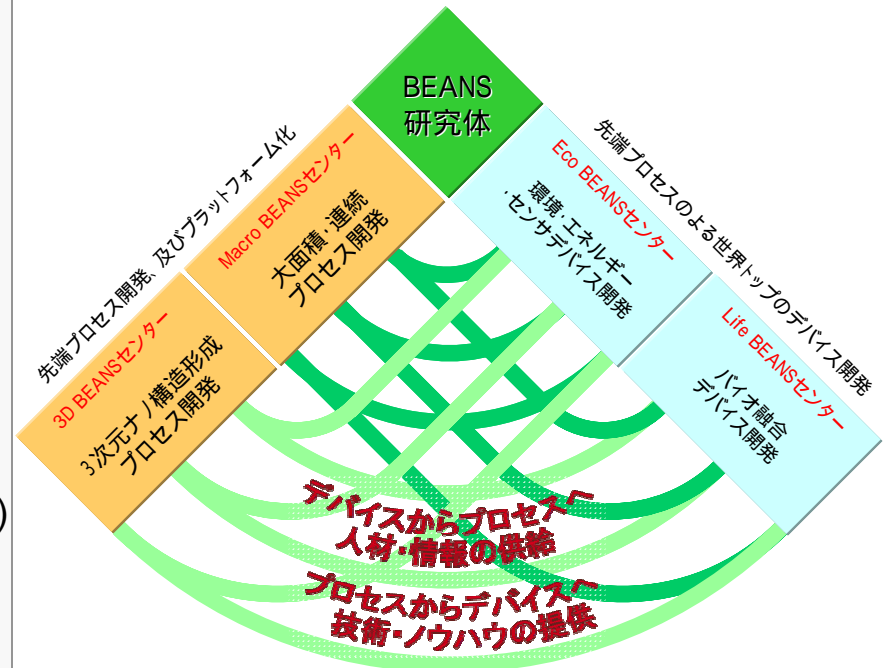 BEANS
研究体
先端プロセス開発、及びプラットフォーム化
Macro BEANSセンター
大面積・連続
プロセス開発
3D BEANSセンター
3次元ナノ構造形成
プロセス開発
先端プロセスのよる世界トップのデバイス開発
Eco BEANSセンター
環境・エネルギー
・センサデバイス開発
Life BEANSセンター
バイオ融合
デバイス開発
デバイスからプロセスへ
人材・情報の供給
プロセスからデバイスへ
技術・ノウハウの提供
)